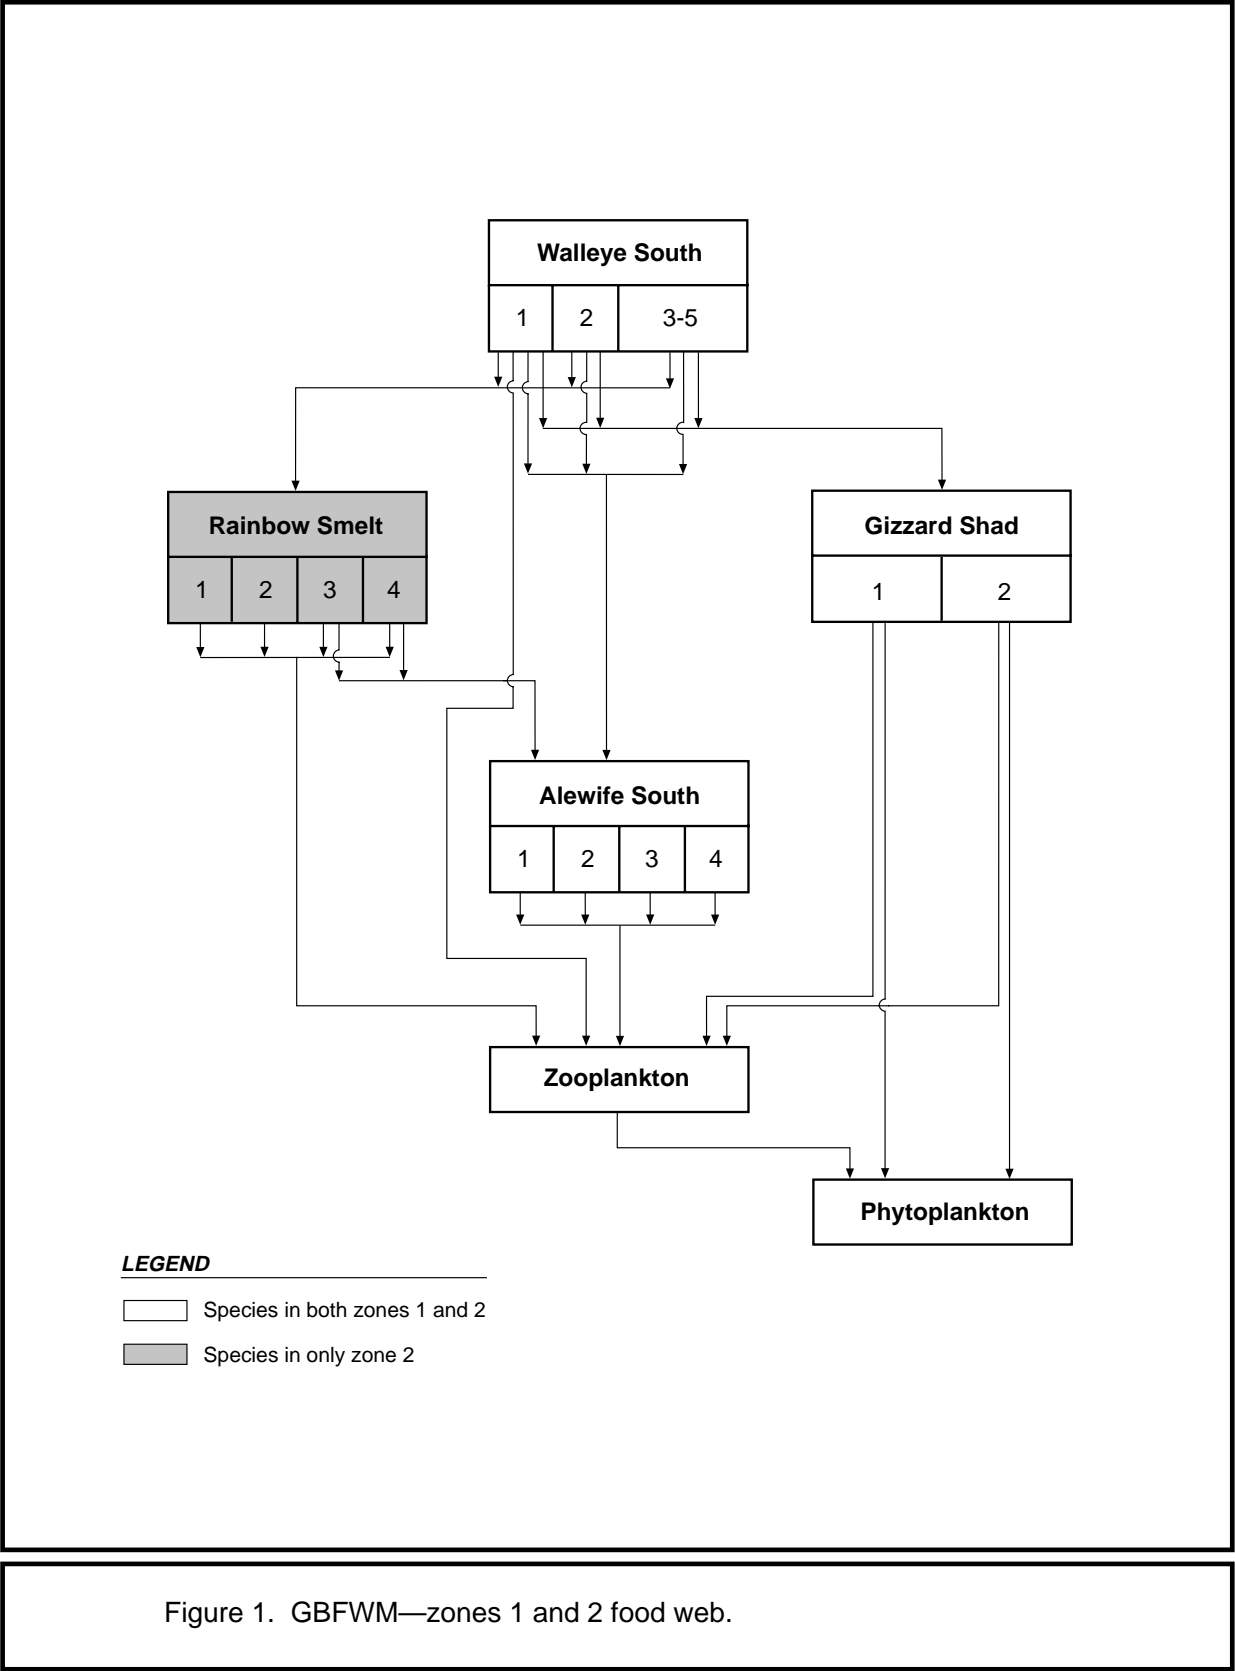 Walleye South
1 2 3-5
Rainbow Smelt
1 2 3 4
Gizzard Shad
1 2
Alewife South
1 2 3 4
Zooplankton
Phytoplankton
LEGEND
Species in both zones 1 and 2
Species in only zone 2
Figure 1. GBFWM—zones 1 and 2 food web.